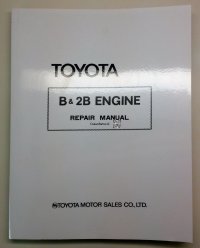 TOYOTA
B & 2B ENGINE
REPAIR MANUAL
TOYOTA MOTOR SALES CO., LTD.